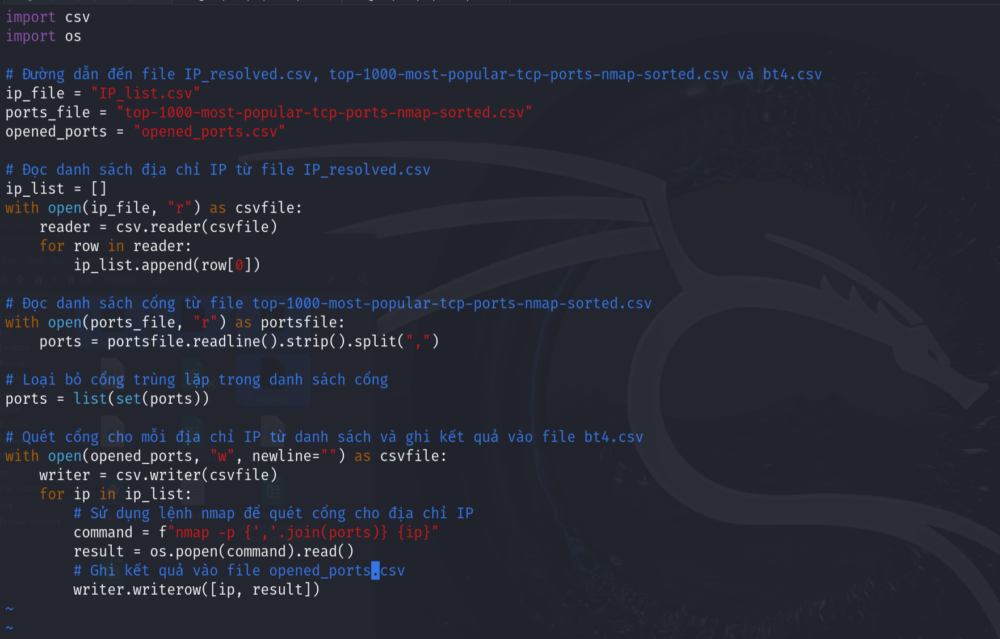 import csv
import os
# Đường dẫn đến file IP_resolved.csv, top-1000-most-popular-tcp-ports-nmap-sorted.csv và bt4.csv
ip_file = "IP_list.csv"
ports_file = "top-1000-most-popular-tcp-ports-nmap-sorted.csv"
opened_ports = "opened_ports.csv"
# Đọc danh sách địa chỉ IP từ file IP_resolved.csv
ip_list = []
with open(ip_file, "r") as csvfile:
    reader = csv.reader(csvfile)
    for row in reader:
        ip_list.append(row[0])
# Đọc danh sách cổng từ file top-1000-most-popular-tcp-ports-nmap-sorted.csv
with open(ports_file, "r") as portsfile:
    ports = portsfile.readline().strip().split(",")
# Loại bỏ cổng trùng lặp trong danh sách cổng
ports = list(set(ports))
# Quét cổng cho mỗi địa chỉ IP từ danh sách và ghi kết quả vào file bt4.csv
with open(opened_ports, "w", newline="") as csvfile:
    writer = csv.writer(csvfile)
    for ip in ip_list:
        # Sử dụng lệnh nmap để quét cổng cho địa chỉ IP
        command = f"nmap -p {','.join(ports)} {ip}"
        result = os.popen(command).read()
        # Ghi kết quả vào file opened_ports.csv
        writer.writerow([ip, result])
~
~